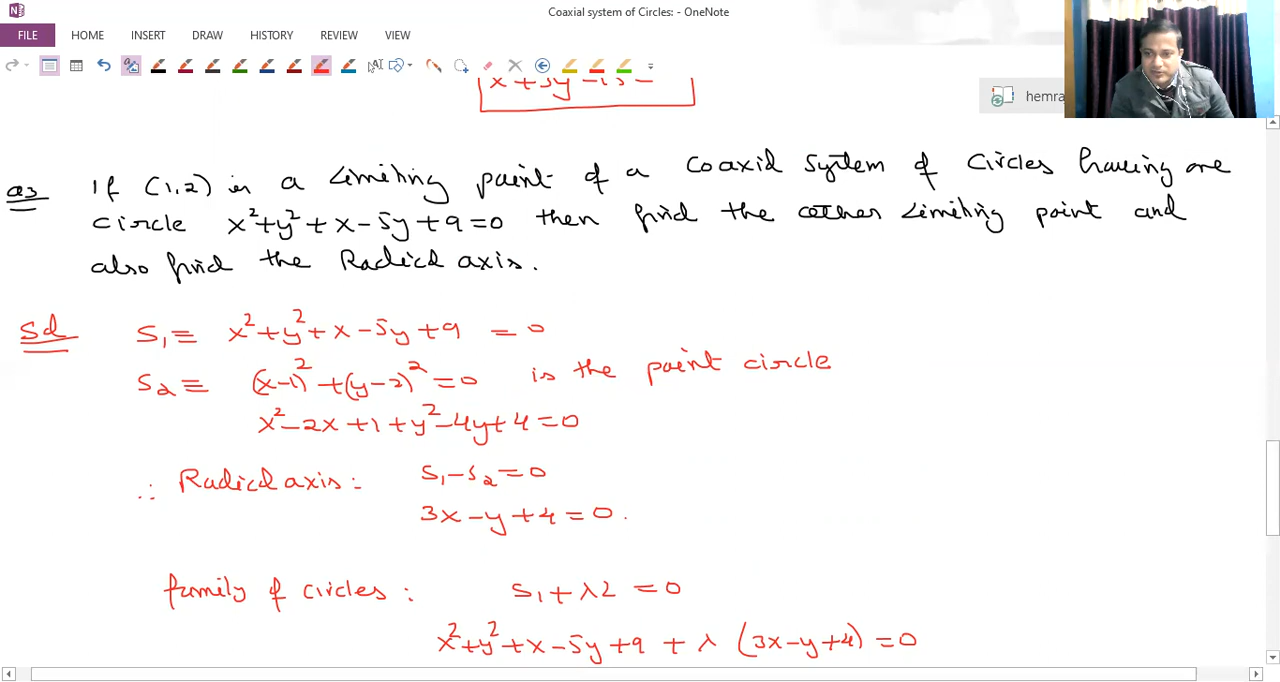 Coaxial system of Circles: - OneNote
FILE HOME INSERT DRAW HISTORY REVIEW VIEW
hemra
Q3 If (1,2) is a Limiting point of a Coaxial System of Circles having one
circle x²+y²+x-5y+9=0 then find the other Limiting point and
also find the Radical axis.
Sol S₁≡ x²+y²+x-5y+9 =0
S₂≡ (x-1)²+(y-2)²=0 is the point circle
x²-2x+1+y²-4y+4=0
∴ Radical axis: S₁-S₂=0
3x-y+4=0.
family of circles: S₁+λL=0
x²+y²+x-5y+9+λ(3x-y+4)=0